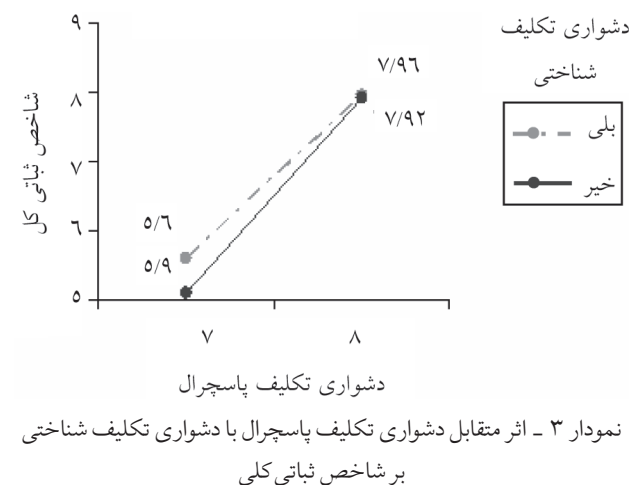 دشواری تکلیف
شناختی
بلی
خیر
شاخص ثباتی کل
۹
۸
۷
۶
۵
۷/۹۶
۷/۹۲
۵/۶
۵/۹
۷
۸
دشواری تکلیف پاسچرال
نمودار ۳ ـ اثر متقابل دشواری تکلیف پاسچرال با دشواری تکلیف شناختی
بر شاخص ثباتی کلی